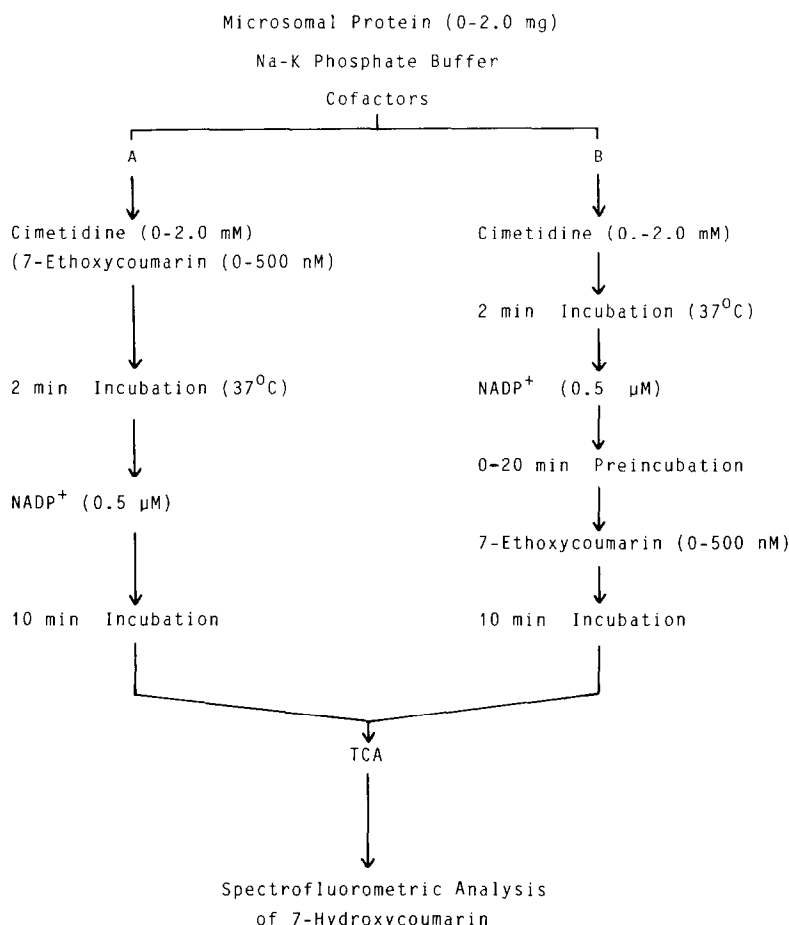 Microsomal Protein (0-2.0 mg)
Na-K Phosphate Buffer
Cofactors
A
Cimetidine (0-2.0 mM)
(7-Ethoxycoumarin (0-500 nM)
2 min Incubation (37⁰C)
NADP⁺ (0.5 µM)
10 min Incubation
B
Cimetidine (0.-2.0 mM)
2 min Incubation (37⁰C)
NADP⁺ (0.5 µM)
0-20 min Preincubation
7-Ethoxycoumarin (0-500 nM)
10 min Incubation
TCA
Spectrofluorometric Analysis
of 7-Hydroxycoumarin